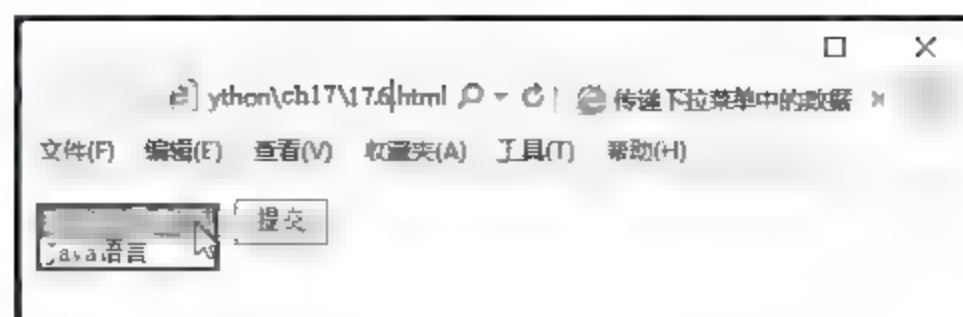 ython\ch17\17.6.html 传递下拉菜单中的数据
文件(F) 编辑(E) 查看(V) 收藏夹(A) 工具(T) 帮助(H)
提交
Java语言